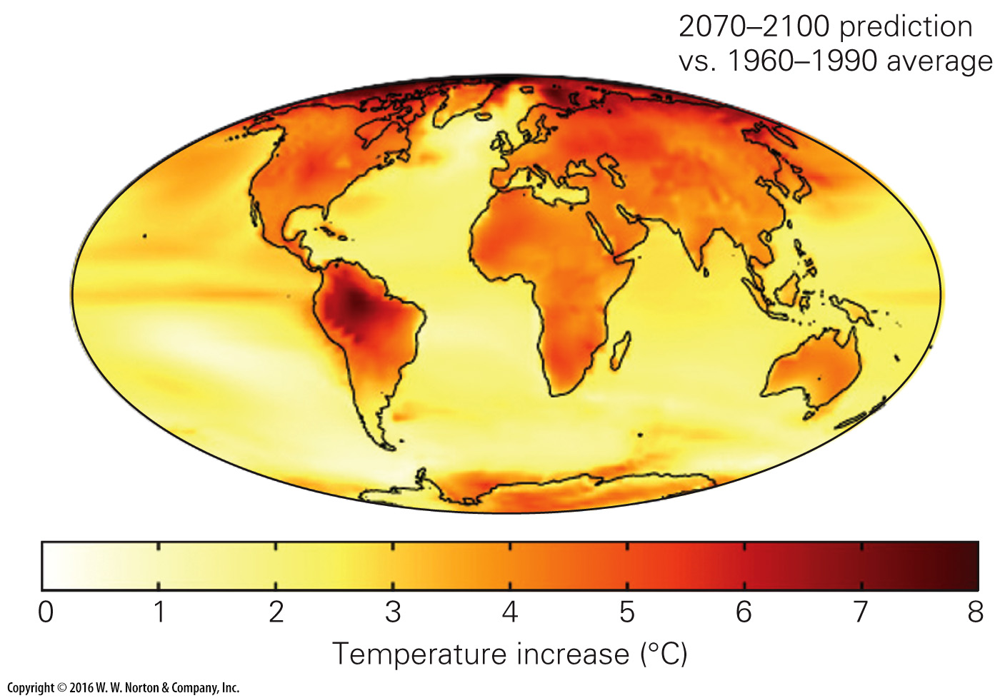 2070–2100 prediction
vs. 1960–1990 average
0 1 2 3 4 5 6 7 8
Temperature increase (°C)
Copyright © 2016 W. W. Norton & Company, Inc.